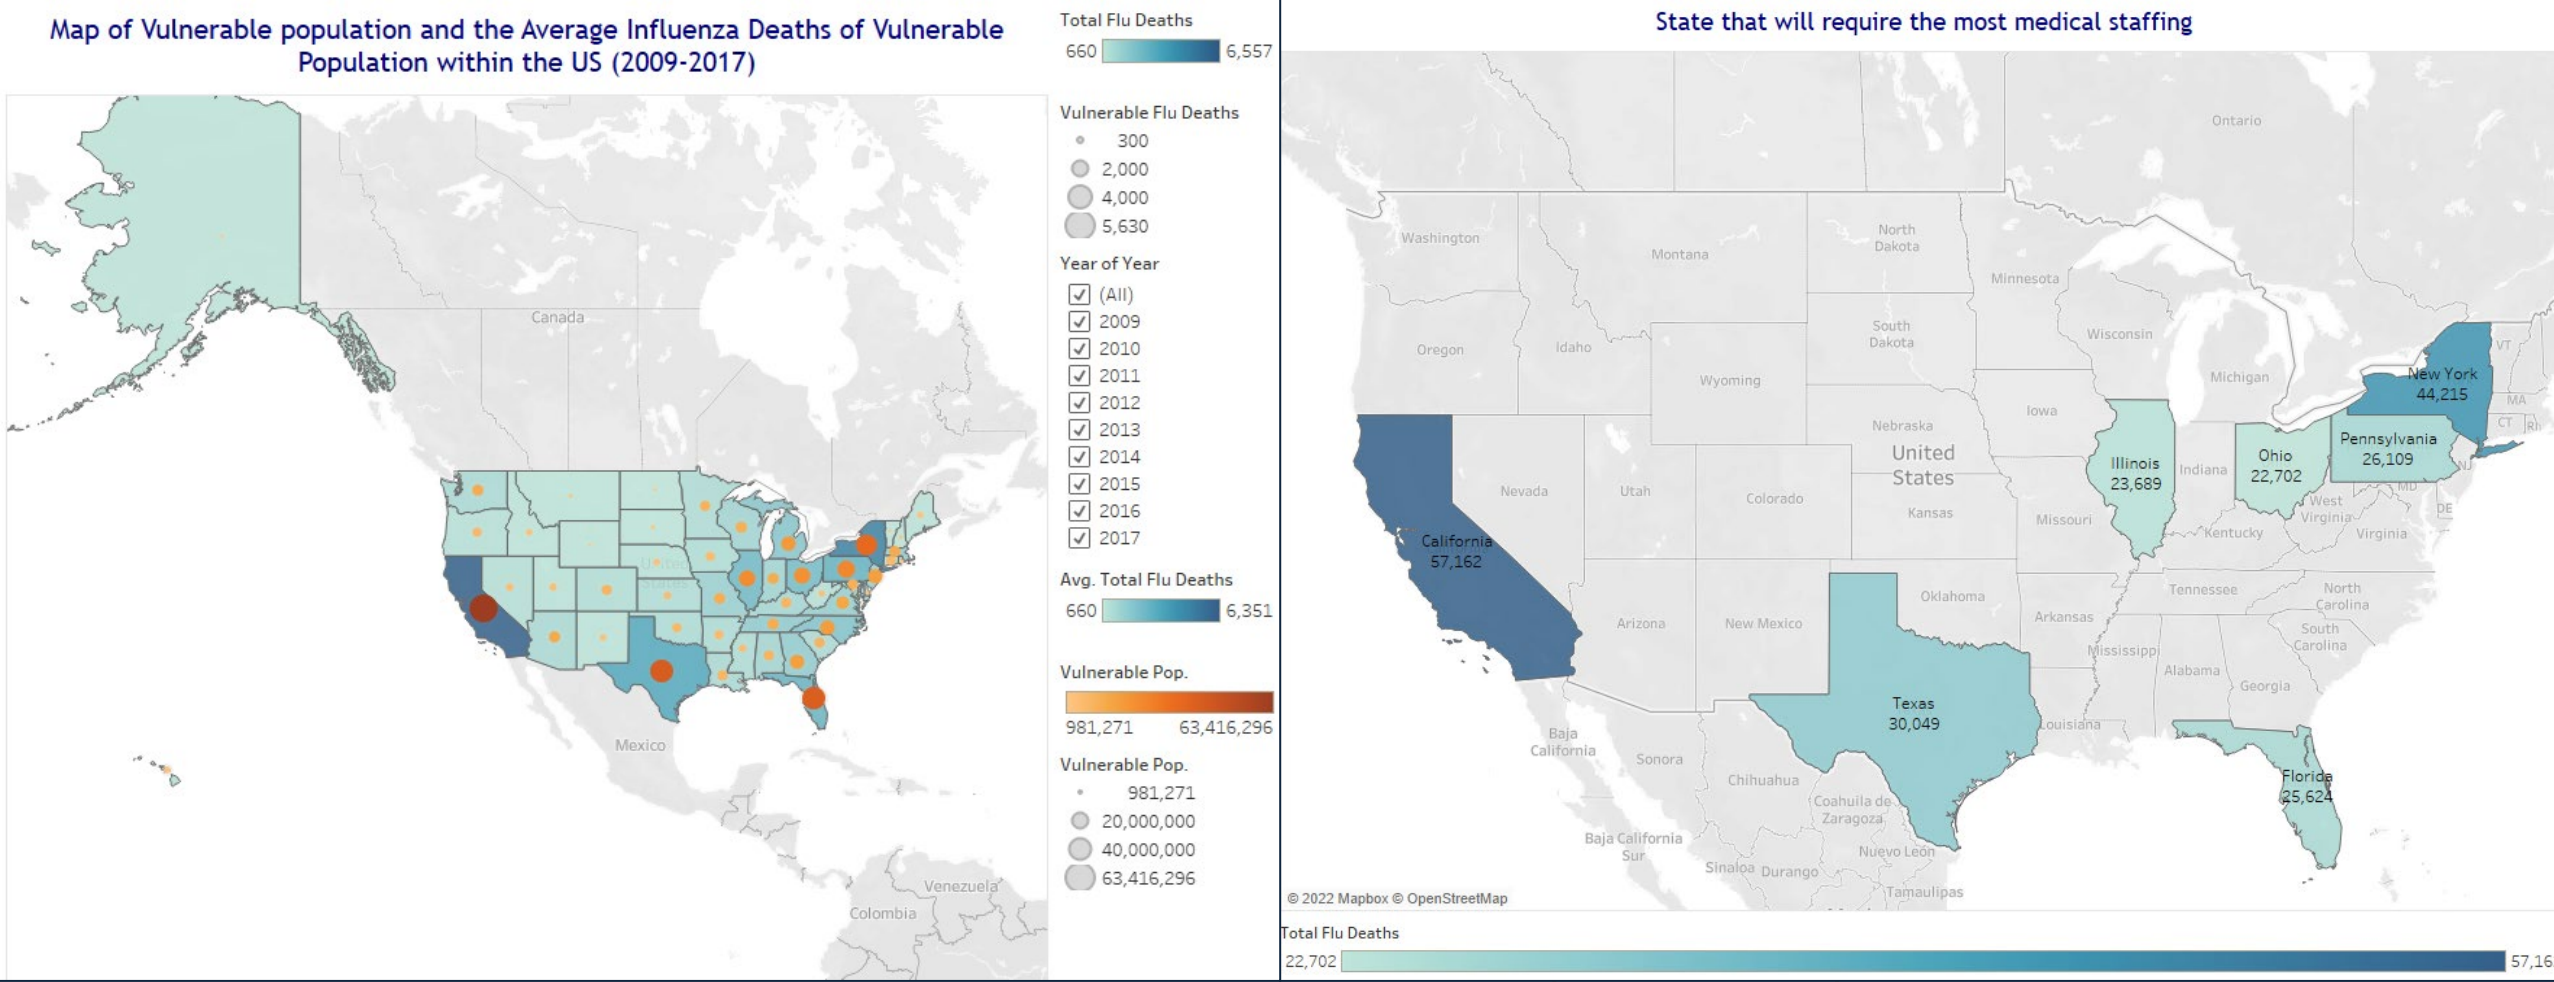 Map of Vulnerable population and the Average Influenza Deaths of Vulnerable
Population within the US (2009-2017)
Canada
United
States
Mexico
Venezuela
Colombia
Total Flu Deaths
660
6,557
Vulnerable Flu Deaths
300
2,000
4,000
5,630
Year of Year
(All)
2009
2010
2011
2012
2013
2014
2015
2016
2017
Avg. Total Flu Deaths
660
6,351
Vulnerable Pop.
981,271
63,416,296
Vulnerable Pop.
981,271
20,000,000
40,000,000
63,416,296
State that will require the most medical staffing
Ontario
Washington
Montana
North
Dakota
Minnesota
Oregon
Idaho
South
Dakota
Wisconsin
Michigan
Wyoming
Iowa
Nebraska
United
States
VT
MA
CT
RI
NJ
MD
DE
New York
44,215
Pennsylvania
26,109
Ohio
22,702
Illinois
23,689
Indiana
Nevada
Utah
Colorado
Kansas
Missouri
West
Virginia
Kentucky
Virginia
California
57,162
Arizona
New Mexico
Oklahoma
Arkansas
Tennessee
North
Carolina
South
Carolina
Mississippi
Alabama
Georgia
Texas
30,049
Louisiana
Florida
25,624
Baja
California
Sonora
Chihuahua
Coahuila de
Zaragoza
Baja California
Sur
Sinaloa
Durango
Nuevo León
Tamaulipas
© 2022 Mapbox © OpenStreetMap
Total Flu Deaths
22,702
57,16